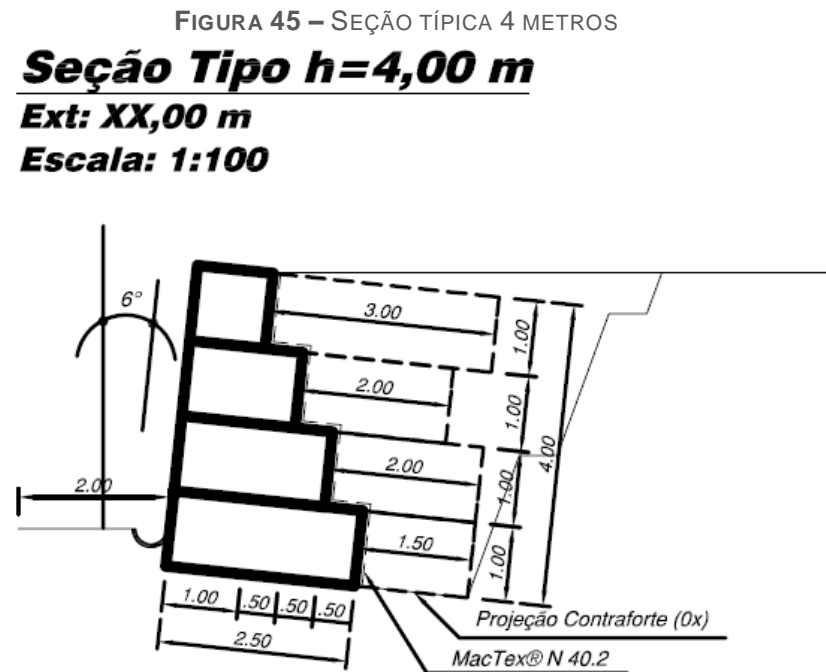 FIGURA 45 – SEÇÃO TÍPICA 4 METROS
Seção Tipo h=4,00 m
Ext: XX,00 m
Escala: 1:100
6°
3.00
1.00
2.00
1.00
4.00
2.00
2.00
1.00
1.50
1.00
1.00 .50 .50 .50
2.50
Projeção Contraforte (0x)
MacTex® N 40.2